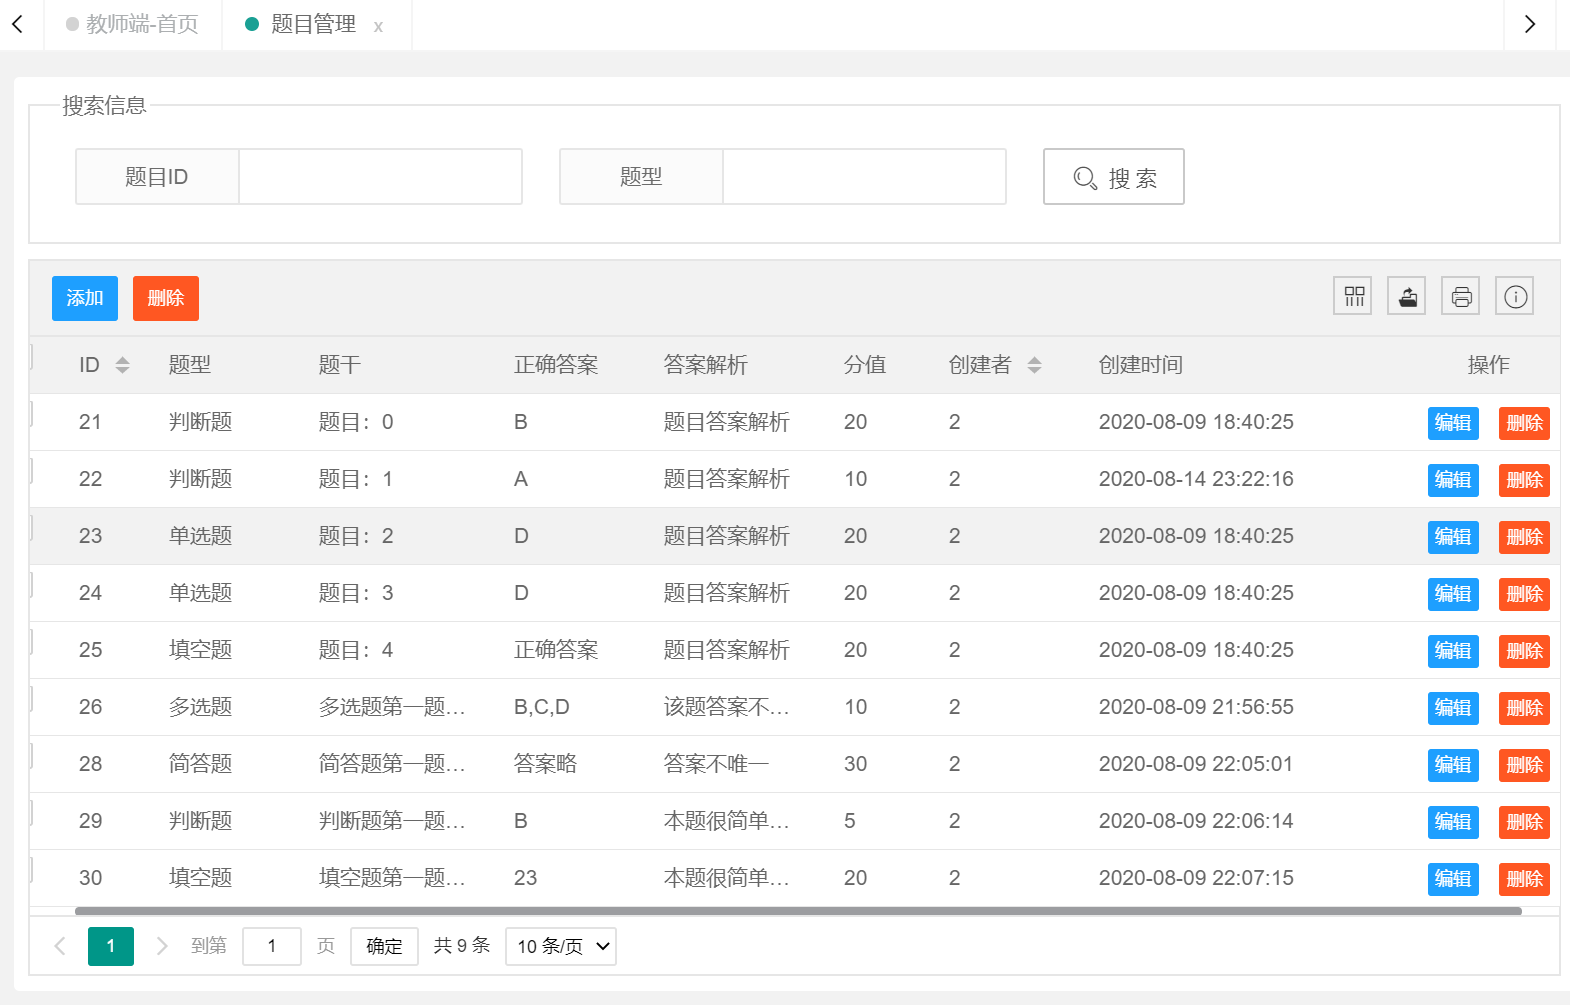 教师端-首页 题目管理 x
搜索信息
题目ID 题型 搜 索
添加 删除
ID 题型 题干 正确答案 答案解析 分值 创建者 创建时间 操作
21 判断题 题目：0 B 题目答案解析 20 2 2020-08-09 18:40:25 编辑 删除
22 判断题 题目：1 A 题目答案解析 10 2 2020-08-14 23:22:16 编辑 删除
23 单选题 题目：2 D 题目答案解析 20 2 2020-08-09 18:40:25 编辑 删除
24 单选题 题目：3 D 题目答案解析 20 2 2020-08-09 18:40:25 编辑 删除
25 填空题 题目：4 正确答案 题目答案解析 20 2 2020-08-09 18:40:25 编辑 删除
26 多选题 多选题第一题… B,C,D 该题答案不… 10 2 2020-08-09 21:56:55 编辑 删除
28 简答题 简答题第一题… 答案略 答案不唯一 30 2 2020-08-09 22:05:01 编辑 删除
29 判断题 判断题第一题… B 本题很简单… 5 2 2020-08-09 22:06:14 编辑 删除
30 填空题 填空题第一题… 23 本题很简单… 20 2 2020-08-09 22:07:15 编辑 删除
1 到第 1 页 确定 共 9 条 10 条/页